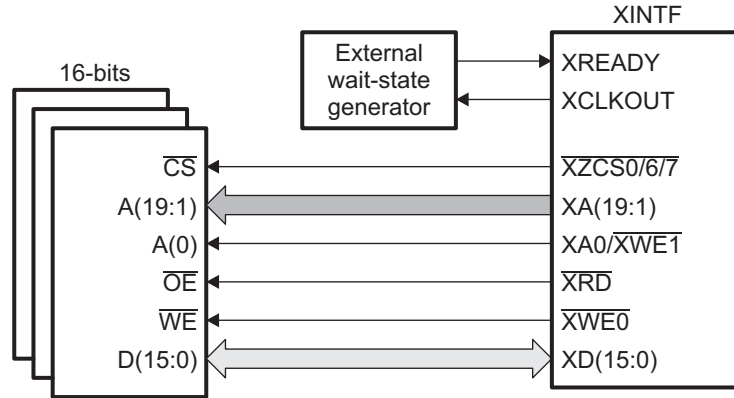 XINTF
External
wait-state
generator
XREADY
XCLKOUT
16-bits
CS
XZCS0/6/7
A(19:1)
XA(19:1)
A(0)
XA0/XWE1
OE
XRD
WE
XWE0
D(15:0)
XD(15:0)